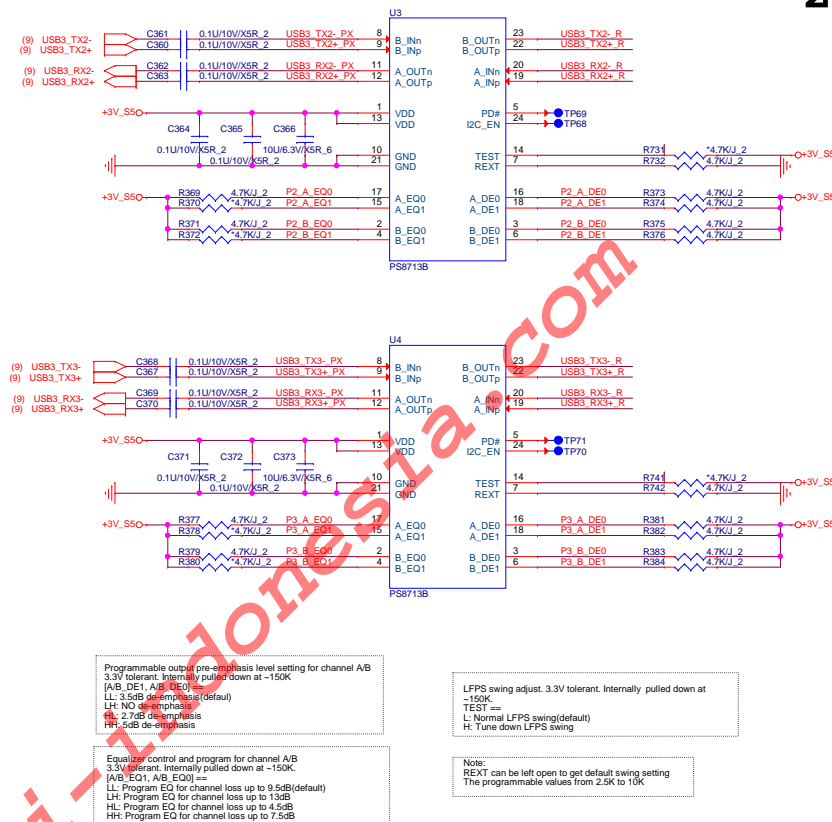 U3
(9) USB3_TX2- C361 0.1U/10V/X5R_2 USB3_TX2-_PX 8 B_INn B_OUTn 23 USB3_TX2-_R
(9) USB3_TX2+ C360 0.1U/10V/X5R_2 USB3_TX2+_PX 9 B_INp B_OUTp 22 USB3_TX2+_R
(9) USB3_RX2- C362 0.1U/10V/X5R_2 USB3_RX2-_PX 11 A_OUTn A_INn 20 USB3_RX2-_R
(9) USB3_RX2+ C363 0.1U/10V/X5R_2 USB3_RX2+_PX 12 A_OUTp A_INp 19 USB3_RX2+_R
+3V_S5 1 VDD PD# 5 TP69
13 VDD I2C_EN 24 TP68
C364 C365 C366
0.1U/10V/X5R_2 10U/6.3V/X5R_6
0.1U/10V/X5R_2
10 GND TEST 14 R731 *4.7K/J_2 +3V_S5
21 GND REXT 7 R732 4.7K/J_2
+3V_S5 R369 4.7K/J_2 P2_A_EQ0 17 A_EQ0 A_DE0 16 P2_A_DE0 R373 4.7K/J_2 +3V_S5
R370 *4.7K/J_2 P2_A_EQ1 15 A_EQ1 A_DE1 18 P2_A_DE1 R374 4.7K/J_2
R371 4.7K/J_2 P2_B_EQ0 2 B_EQ0 B_DE0 3 P2_B_DE0 R375 4.7K/J_2
R372 *4.7K/J_2 P2_B_EQ1 4 B_EQ1 B_DE1 6 P2_B_DE1 R376 4.7K/J_2
PS8713B
U4
(9) USB3_TX3- C368 0.1U/10V/X5R_2 USB3_TX3-_PX 8 B_INn B_OUTn 23 USB3_TX3-_R
(9) USB3_TX3+ C367 0.1U/10V/X5R_2 USB3_TX3+_PX 9 B_INp B_OUTp 22 USB3_TX3+_R
(9) USB3_RX3- C369 0.1U/10V/X5R_2 USB3_RX3-_PX 11 A_OUTn A_INn 20 USB3_RX3-_R
(9) USB3_RX3+ C370 0.1U/10V/X5R_2 USB3_RX3+_PX 12 A_OUTp A_INp 19 USB3_RX3+_R
+3V_S5 1 VDD PD# 5 TP71
13 VDD I2C_EN 24 TP70
C371 C372 C373
0.1U/10V/X5R_2 10U/6.3V/X5R_6
0.1U/10V/X5R_2
10 GND TEST 14 R741 *4.7K/J_2 +3V_S5
21 GND REXT 7 R742 4.7K/J_2
+3V_S5 R377 4.7K/J_2 P3_A_EQ0 17 A_EQ0 A_DE0 16 P3_A_DE0 R381 4.7K/J_2 +3V_S5
R378 *4.7K/J_2 P3_A_EQ1 15 A_EQ1 A_DE1 18 P3_A_DE1 R382 4.7K/J_2
R379 4.7K/J_2 P3_B_EQ0 2 B_EQ0 B_DE0 3 P3_B_DE0 R383 4.7K/J_2
R380 *4.7K/J_2 P3_B_EQ1 4 B_EQ1 B_DE1 6 P3_B_DE1 R384 4.7K/J_2
PS8713B
Programmable output pre-emphasis level setting for channel A/B
3.3V tolerant. Internally pulled down at ~150K
[A/B_DE1, A/B_DE0] ==
LL: 3.5dB de-emphasis(defaul)
LH: NO de-emphasis
HL: 2.7dB de-emphasis
HH: 5dB de-emphasis
Equalizer control and program for channel A/B
3.3V tolerant. Internally pulled down at ~150K.
[A/B_EQ1, A/B_EQ0] ==
LL: Program EQ for channel loss up to 9.5dB(default)
LH: Program EQ for channel loss up to 13dB
HL: Program EQ for channel loss up to 4.5dB
HH: Program EQ for channel loss up to 7.5dB
LFPS swing adjust. 3.3V tolerant. Internally pulled down at
~150K.
TEST ==
L: Normal LFPS swing(default)
H: Tune down LFPS swing
Note:
REXT can be left open to get default swing setting
The programmable values from 2.5K to 10K
i-indonesia.com